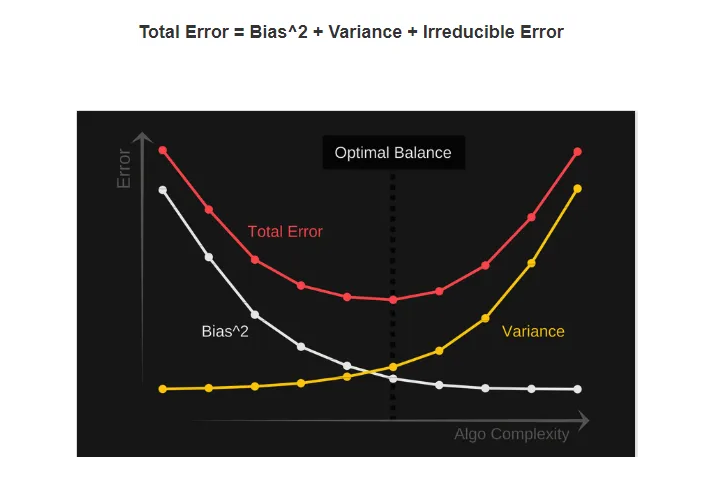 Total Error = Bias^2 + Variance + Irreducible Error
Optimal Balance
Error
Total Error
Bias^2
Variance
Algo Complexity